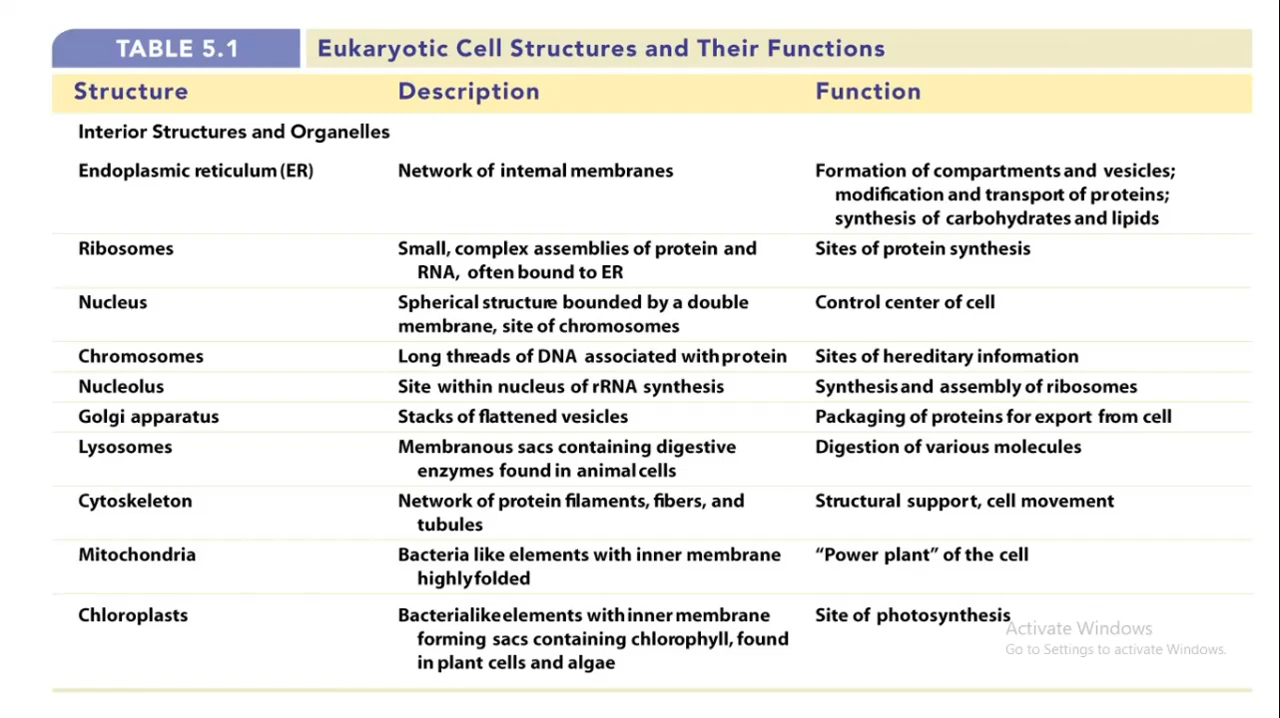 TABLE 5.1 Eukaryotic Cell Structures and Their Functions
Structure Description Function
Interior Structures and Organelles
Endoplasmic reticulum (ER) Network of internal membranes Formation of compartments and vesicles;
modification and transport of proteins;
synthesis of carbohydrates and lipids
Ribosomes Small, complex assemblies of protein and Sites of protein synthesis
RNA, often bound to ER
Nucleus Spherical structure bounded by a double Control center of cell
membrane, site of chromosomes
Chromosomes Long threads of DNA associated with protein Sites of hereditary information
Nucleolus Site within nucleus of rRNA synthesis Synthesis and assembly of ribosomes
Golgi apparatus Stacks of flattened vesicles Packaging of proteins for export from cell
Lysosomes Membranous sacs containing digestive Digestion of various molecules
enzymes found in animal cells
Cytoskeleton Network of protein filaments, fibers, and Structural support, cell movement
tubules
Mitochondria Bacteria like elements with inner membrane “Power plant” of the cell
highly folded
Chloroplasts Bacterialike elements with inner membrane Site of photosynthesis
forming sacs containing chlorophyll, found
in plant cells and algae
Activate Windows
Go to Settings to activate Windows.